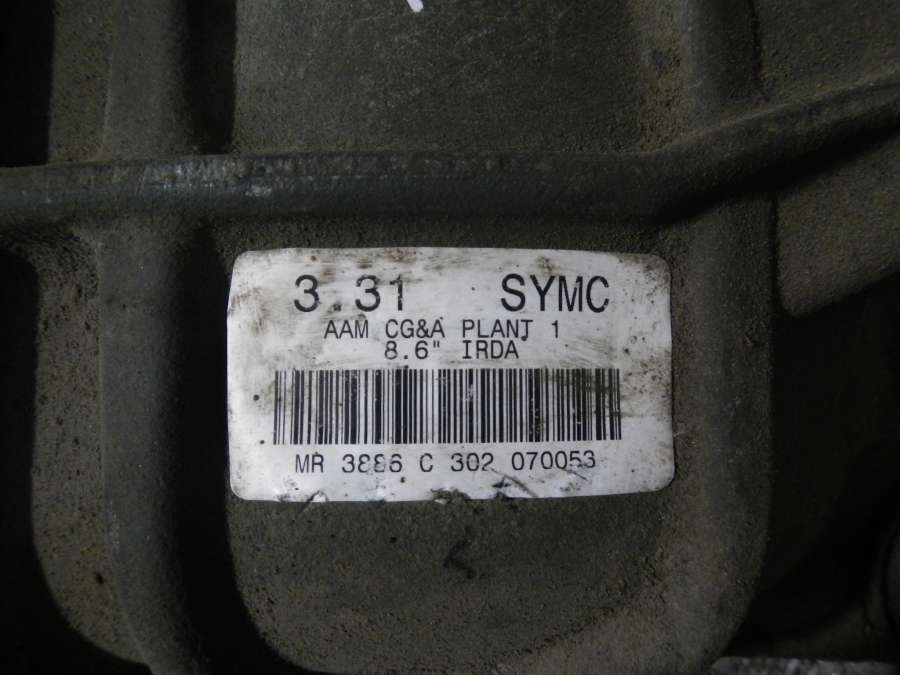 3.31 SYMC
AAM CG&A PLANT 1
8.6" IRDA
MR 3886 C 302 070053